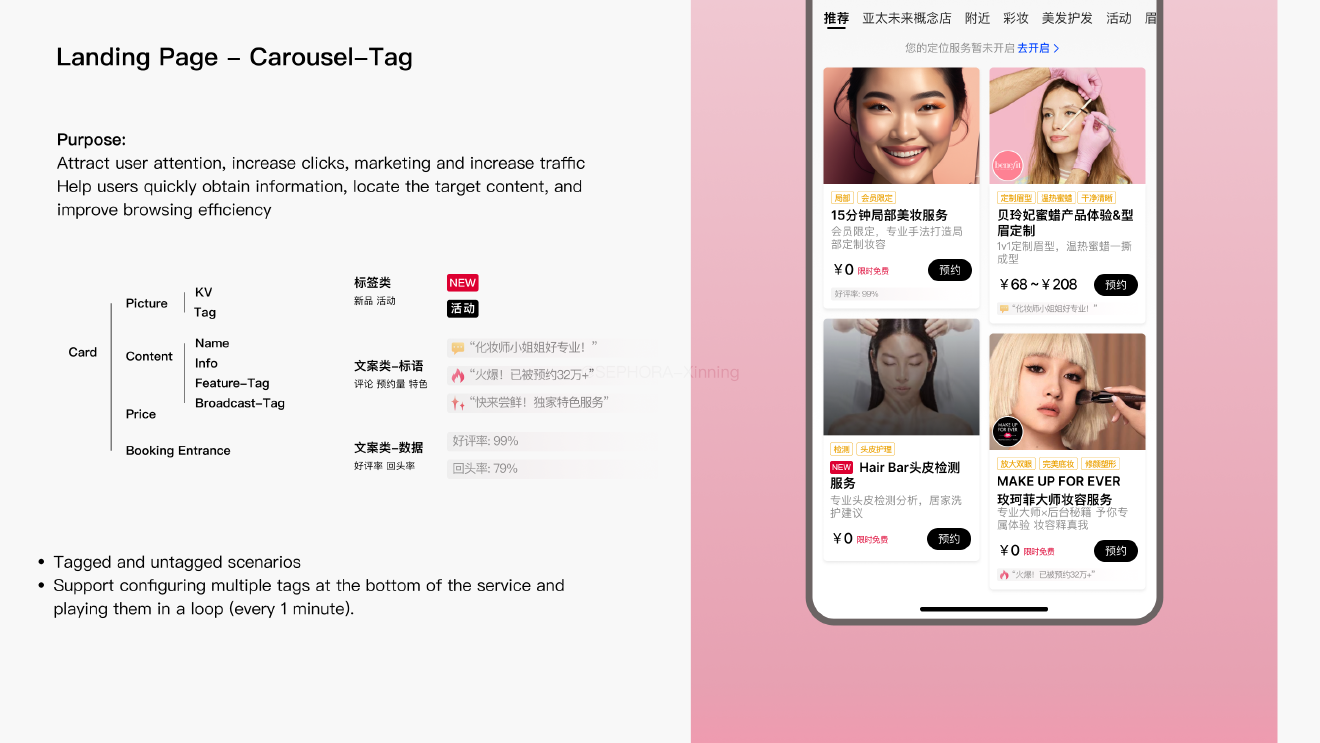 Landing Page - Carousel-Tag
Purpose:
Attract user attention, increase clicks, marketing and increase traffic
Help users quickly obtain information, locate the target content, and
improve browsing efficiency
Card
Picture
KV
Tag
Content
Name
Info
Feature-Tag
Broadcast-Tag
Price
Booking Entrance
标签类
新品 活动
NEW
活动
文案类-标语
评论 预约量 特色
“化妆师小姐姐好专业！”
“火爆！已被预约32万+”
“快来尝鲜！独家特色服务”
文案类-数据
好评率 回头率
好评率: 99%
回头率: 79%
SEPHORA-Xinning
• Tagged and untagged scenarios
• Support configuring multiple tags at the bottom of the service and
playing them in a loop (every 1 minute).
推荐 亚太未来概念店 附近 彩妆 美发护发 活动 眉
您的定位服务暂未开启 去开启 >
局部 会员限定
15分钟局部美妆服务
会员限定，专业手法打造局
部定制妆容
￥0 限时免费 预约
好评率: 99%
benefit
定制眉型 温热蜜蜡 干净清晰
贝玲妃蜜蜡产品体验&型
眉定制
1v1定制眉型，温热蜜蜡一撕
成型
￥68 ~ ￥208 预约
“化妆师小姐姐好专业！”
检测 头皮护理
NEW Hair Bar头皮检测
服务
专业头皮检测分析，居家洗
护建议
￥0 限时免费 预约
MAKE UP
FOR EVER
放大双眼 完美底妆 修颜塑形
MAKE UP FOR EVER
玫珂菲大师妆容服务
专业大师×后台秘籍 予你专
属体验 妆容释真我
￥0 限时免费 预约
“火爆！已被预约32万+”